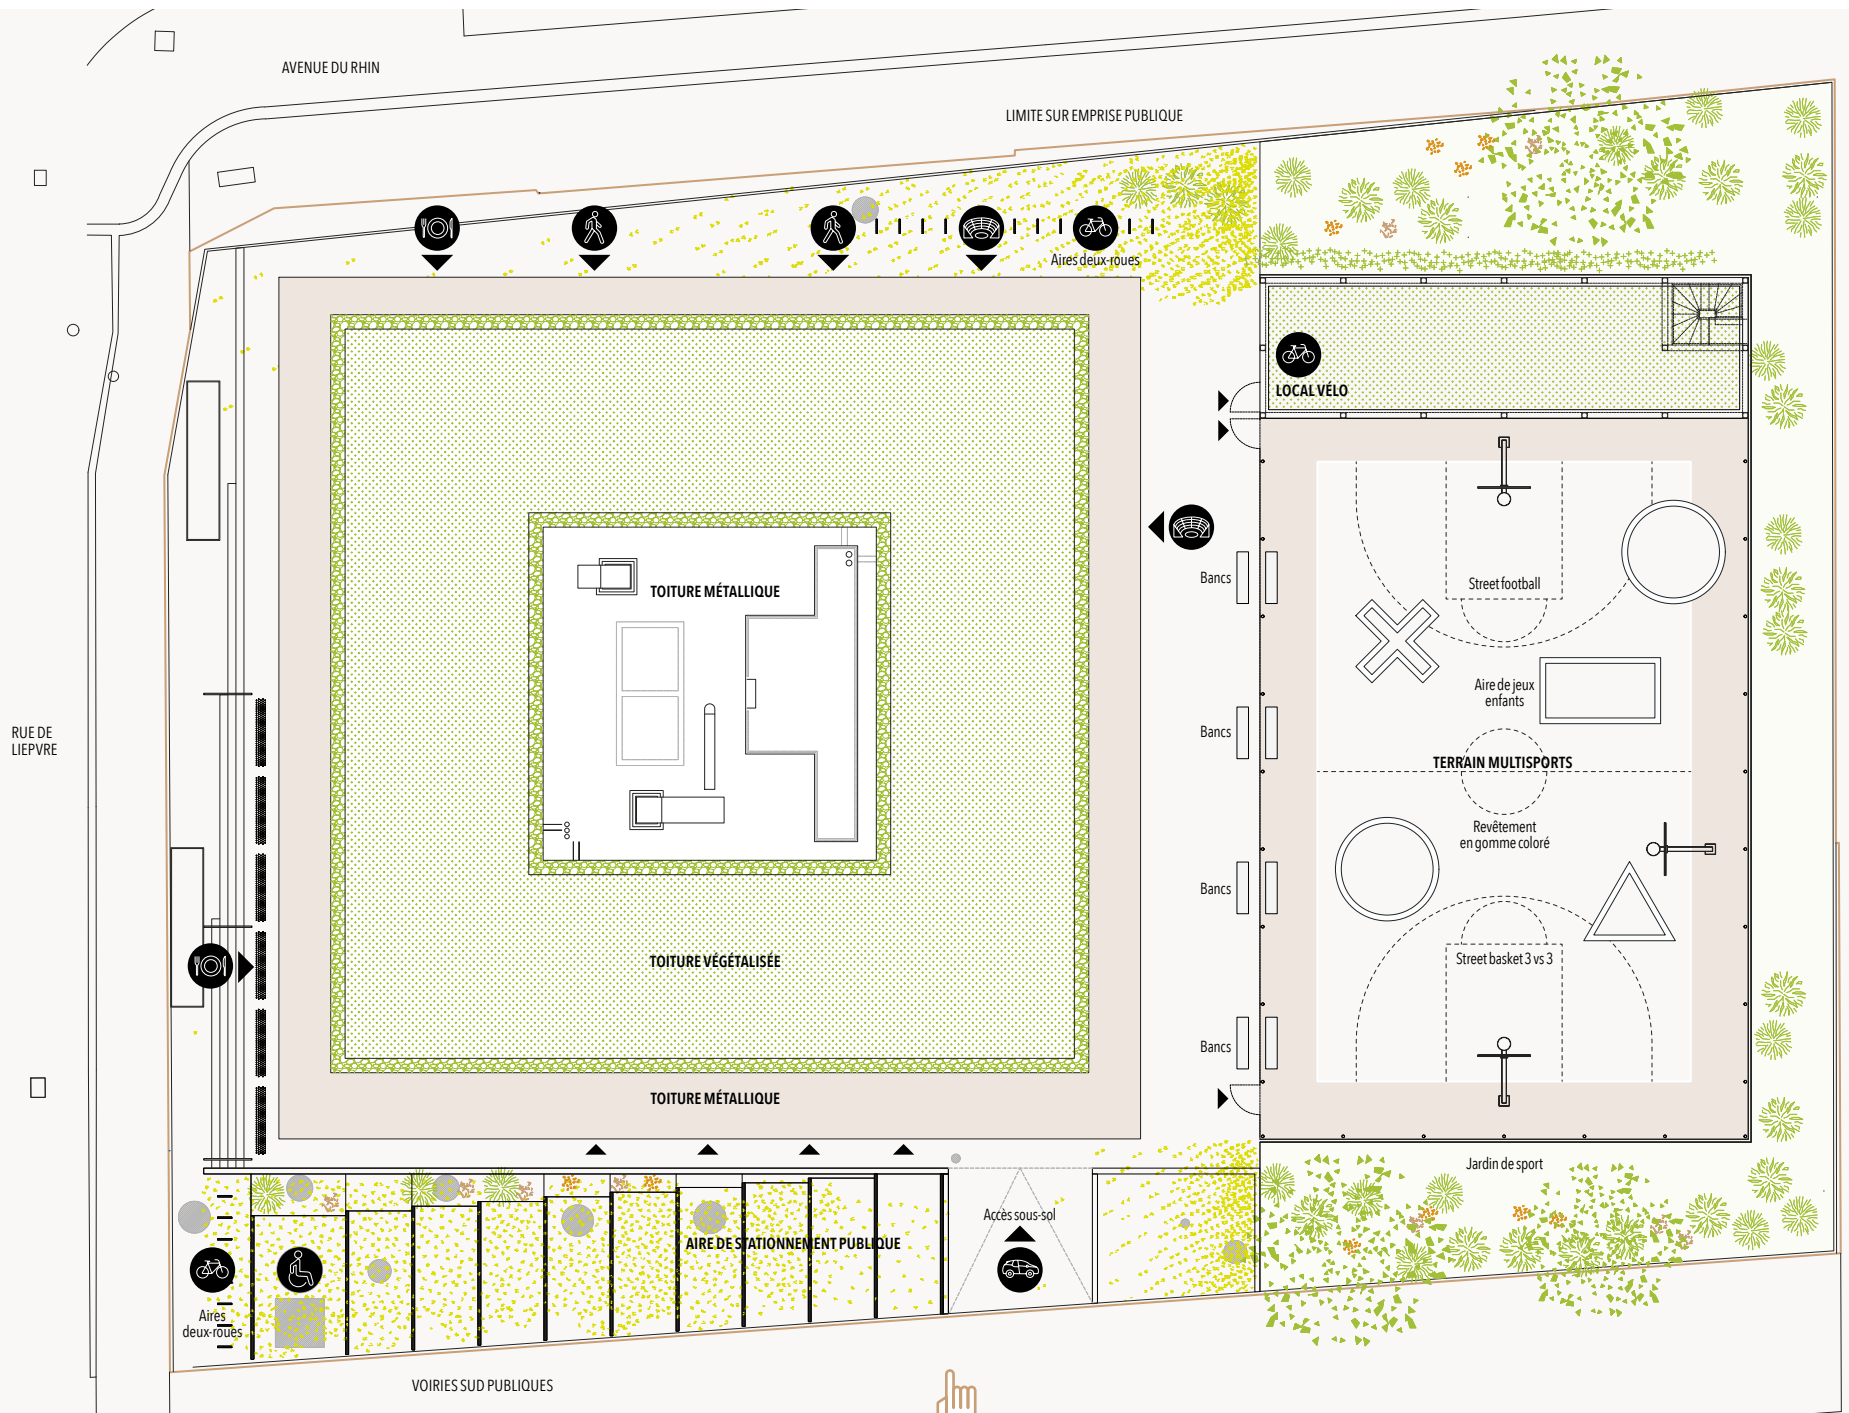 AVENUE DU RHIN
LIMITE SUR EMPRISE PUBLIQUE
Aires deux-roues
LOCAL VÉLO
Bancs
Street football
TOITURE MÉTALLIQUE
Aire de jeux
enfants
RUE DE
LIEPVRE
Bancs
TERRAIN MULTISPORTS
Revêtement
en gomme coloré
Bancs
TOITURE VÉGÉTALISÉE
Street basket 3 vs 3
Bancs
TOITURE MÉTALLIQUE
Jardin de sport
Accès sous-sol
AIRE DE STATIONNEMENT PUBLIQUE
Aires
deux-roues
VOIRIES SUD PUBLIQUES